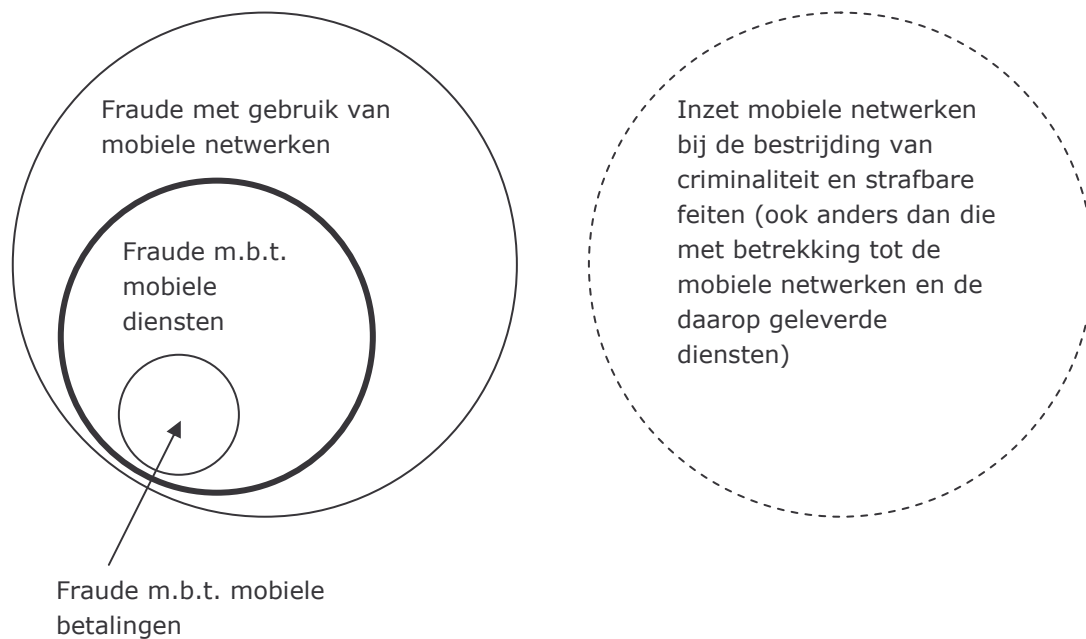 Fraude met gebruik van
mobiele netwerken
Fraude m.b.t.
mobiele
diensten
Fraude m.b.t. mobiele
betalingen
Inzet mobiele netwerken
bij de bestrijding van
criminaliteit en strafbare
feiten (ook anders dan die
met betrekking tot de
mobiele netwerken en de
daarop geleverde
diensten)